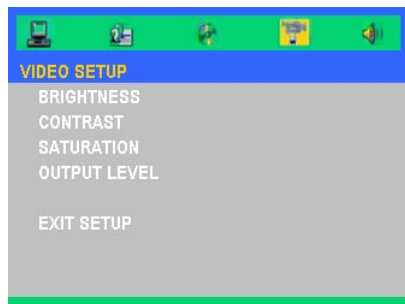 VIDEO SETUP
BRIGHTNESS
CONTRAST
SATURATION
OUTPUT LEVEL
EXIT SETUP